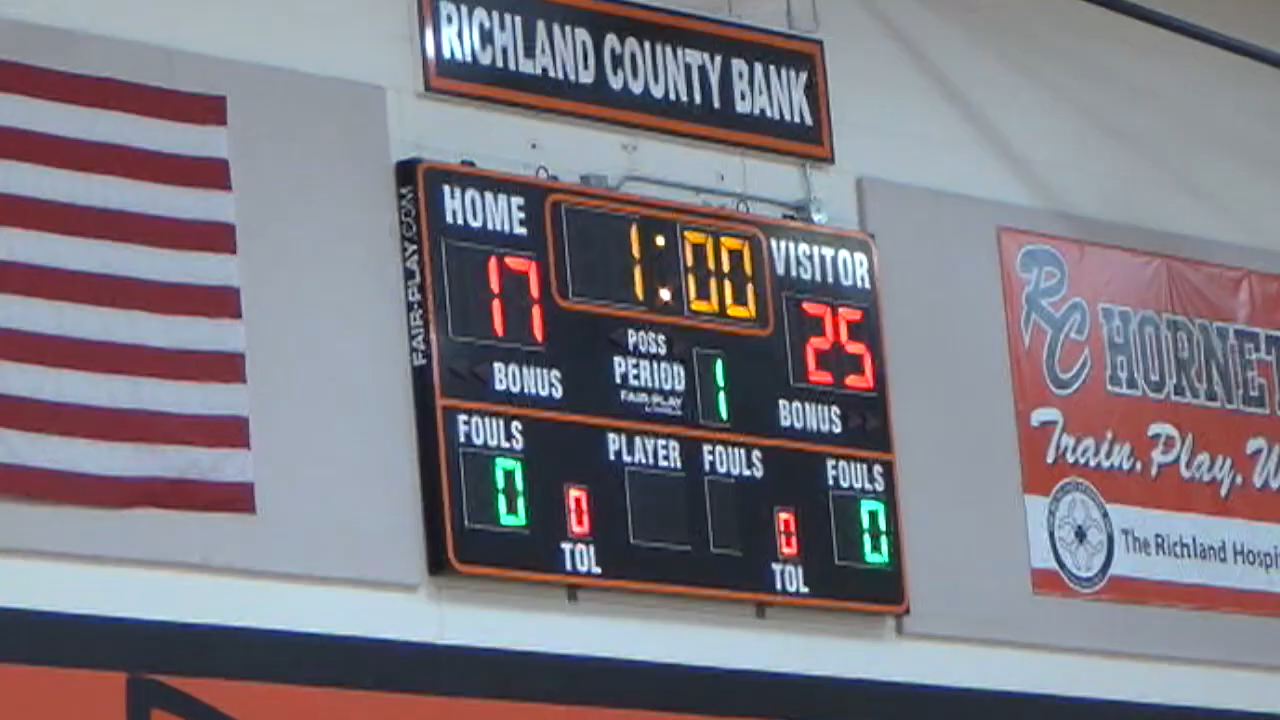 RICHLAND COUNTY BANK
FAIR-PLAY.COM
HOME
1:00
VISITOR
17
25
POSS
PERIOD
1
FAIR-PLAY
BONUS
BONUS
FOULS
PLAYER
FOULS
FOULS
0
0
0
0
TOL
TOL
RC HORNET
Train. Play.
The Richland Hospi